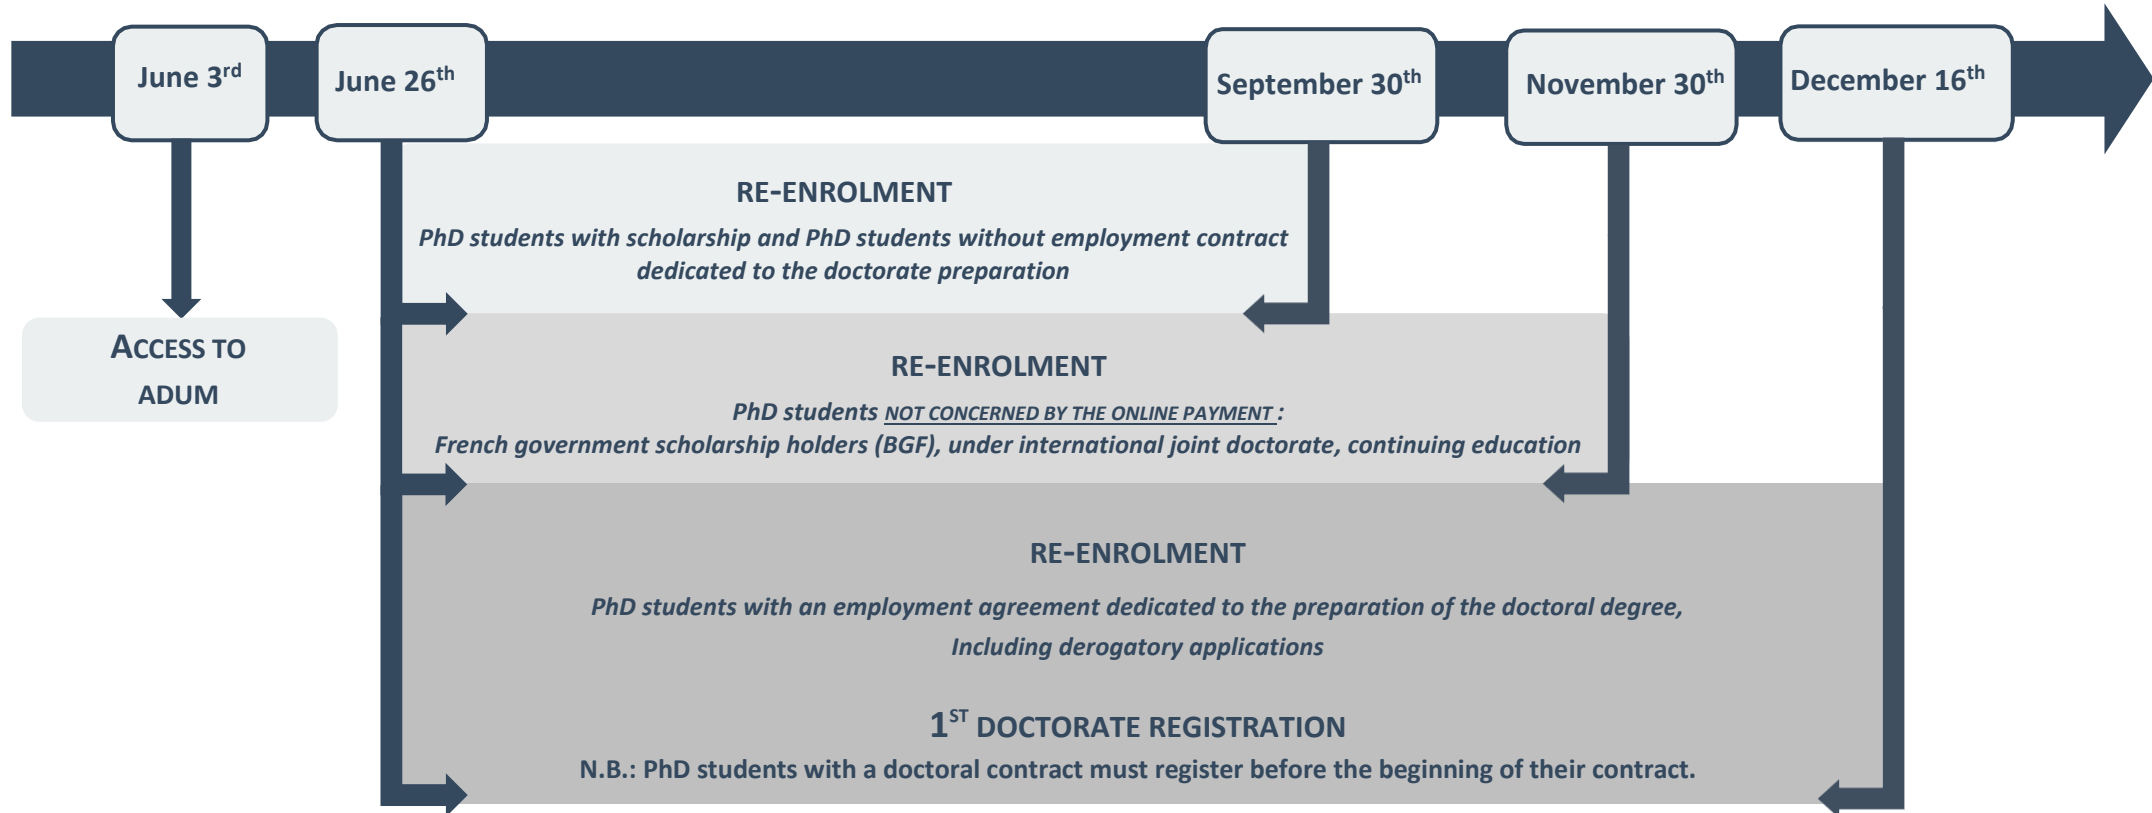 June 3rd
June 26th
September 30th
November 30th
December 16th
RE-ENROLMENT
PhD students with scholarship and PhD students without employment contract
dedicated to the doctorate preparation
ACCESS TO
ADUM
RE-ENROLMENT
PhD students NOT CONCERNED BY THE ONLINE PAYMENT :
French government scholarship holders (BGF), under international joint doctorate, continuing education
RE-ENROLMENT
PhD students with an employment agreement dedicated to the preparation of the doctoral degree,
Including derogatory applications
1ST DOCTORATE REGISTRATION
N.B.: PhD students with a doctoral contract must register before the beginning of their contract.